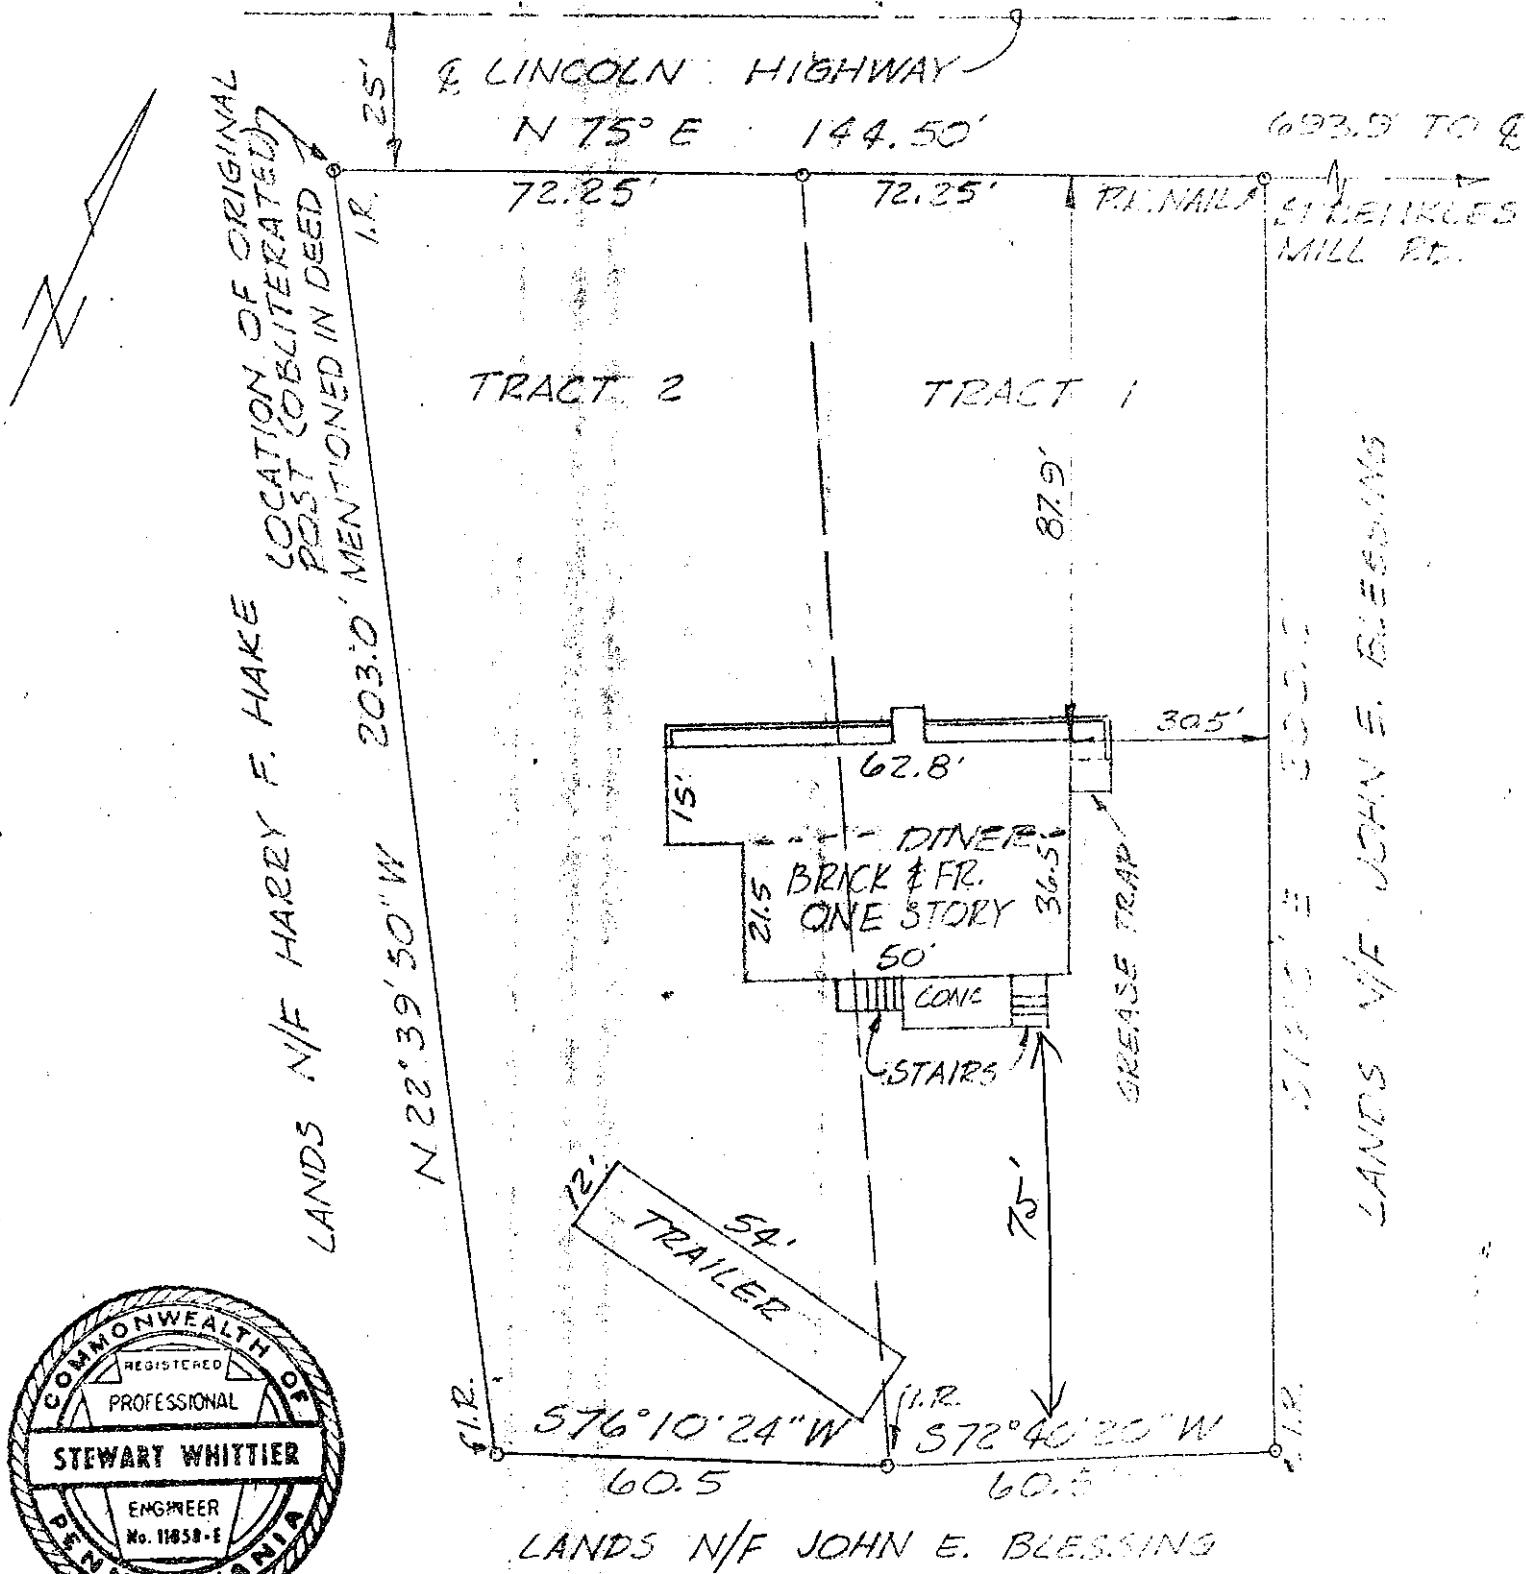 25'
℄ LINCOLN HIGHWAY
N 75° E 144.50'
693.9' TO ℄
MILL RD.
72.25'
72.25'
P.K. NAILS
LOCATION OF ORIGINAL
POST (OBLITERATED)
MENTIONED IN DEED
I.R.
N
TRACT 2
TRACT 1
87.9'
LANDS N/F HARRY F. HAKE
N 22° 39' 50" W 203.0'
LANDS N/F JOHN E. BLESSING
30.5'
62.8'
15'
DINER
BRICK & FR.
ONE STORY
21.5
36.5'
50'
CONC
STAIRS
GREASE TRAP
75'
12'
54'
TRAILER
I.R.
S 76° 10' 24" W
60.5
I.R.
S 72° 40' 20" W
I.R.
LANDS N/F JOHN E. BLESSING
COMMONWEALTH OF
REGISTERED
PROFESSIONAL
STEWART WHITTIER
ENGINEER
No. 11858-E